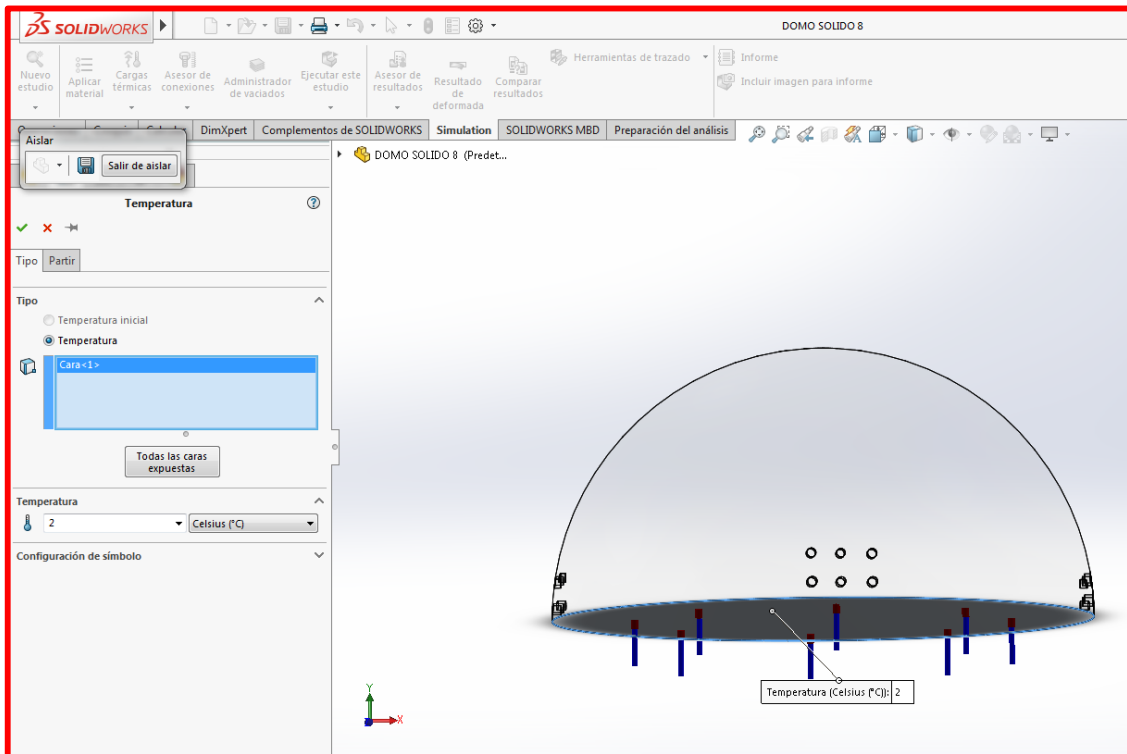 SOLIDWORKS
DOMO SOLIDO 8
Nuevo estudio
Aplicar material
Cargas térmicas
Asesor de conexiones
Administrador de vaciados
Ejecutar este estudio
Asesor de resultados
Resultado de deformada
Comparar resultados
Herramientas de trazado
Informe
Incluir imagen para informe
DimXpert
Complementos de SOLIDWORKS
Simulation
SOLIDWORKS MBD
Preparación del análisis
Aislar
Salir de aislar
DOMO SOLIDO 8 (Predet...
Temperatura
Tipo
Partir
Tipo
Temperatura inicial
Temperatura
Cara<1>
Todas las caras expuestas
Temperatura
2
Celsius (°C)
Configuración de símbolo
Temperatura (Celsius (°C)): 2
Y
X